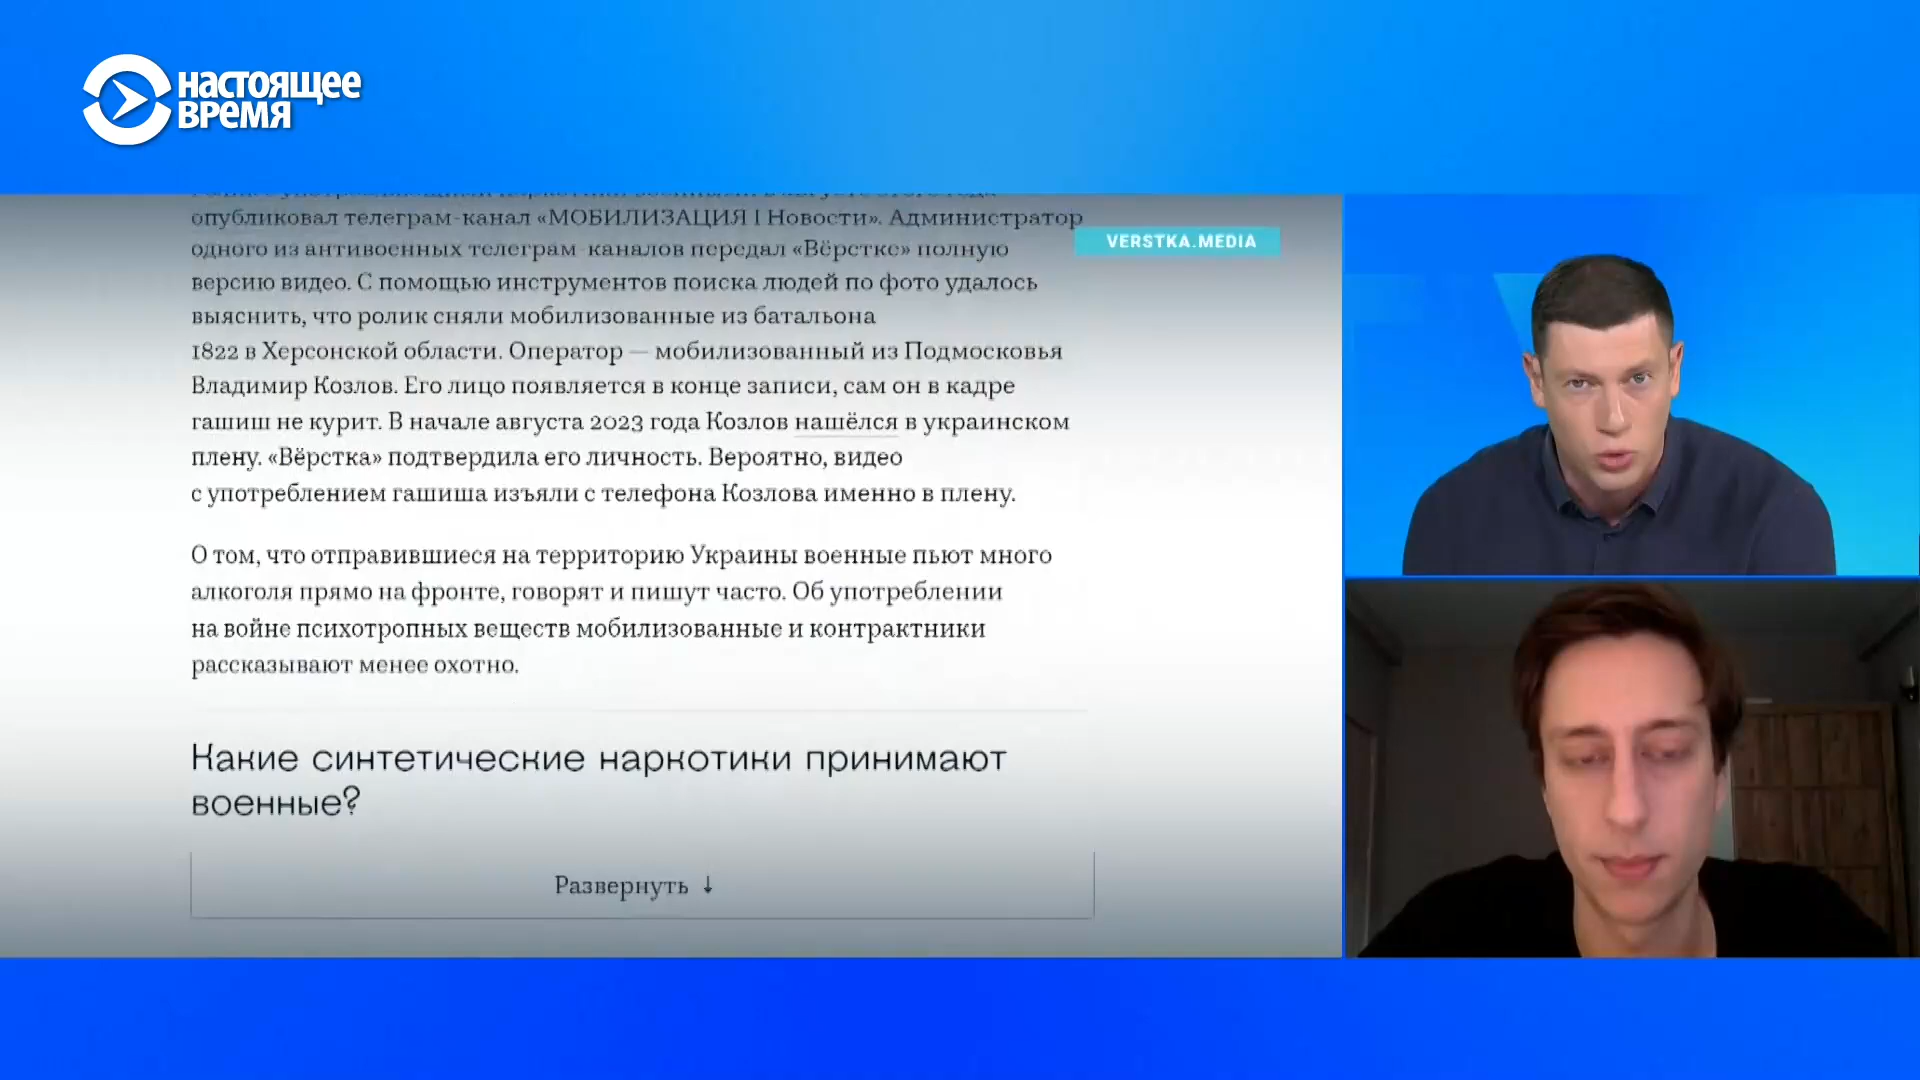 настоящее
время
опубликовал телеграм-канал «МОБИЛИЗАЦИЯ | Новости». Администратор
одного из антивоенных телеграм-каналов передал «Вёрстке» полную
VERSTKA.MEDIA
версию видео. С помощью инструментов поиска людей по фото удалось
выяснить, что ролик сняли мобилизованные из батальона
1822 в Херсонской области. Оператор — мобилизованный из Подмосковья
Владимир Козлов. Его лицо появляется в конце записи, сам он в кадре
гашиш не курит. В начале августа 2023 года Козлов нашёлся в украинском
плену. «Вёрстка» подтвердила его личность. Вероятно, видео
с употреблением гашиша изъяли с телефона Козлова именно в плену.
О том, что отправившиеся на территорию Украины военные пьют много
алкоголя прямо на фронте, говорят и пишут часто. Об употреблении
на войне психотропных веществ мобилизованные и контрактники
рассказывают менее охотно.
Какие синтетические наркотики принимают
военные?
Развернуть ↓